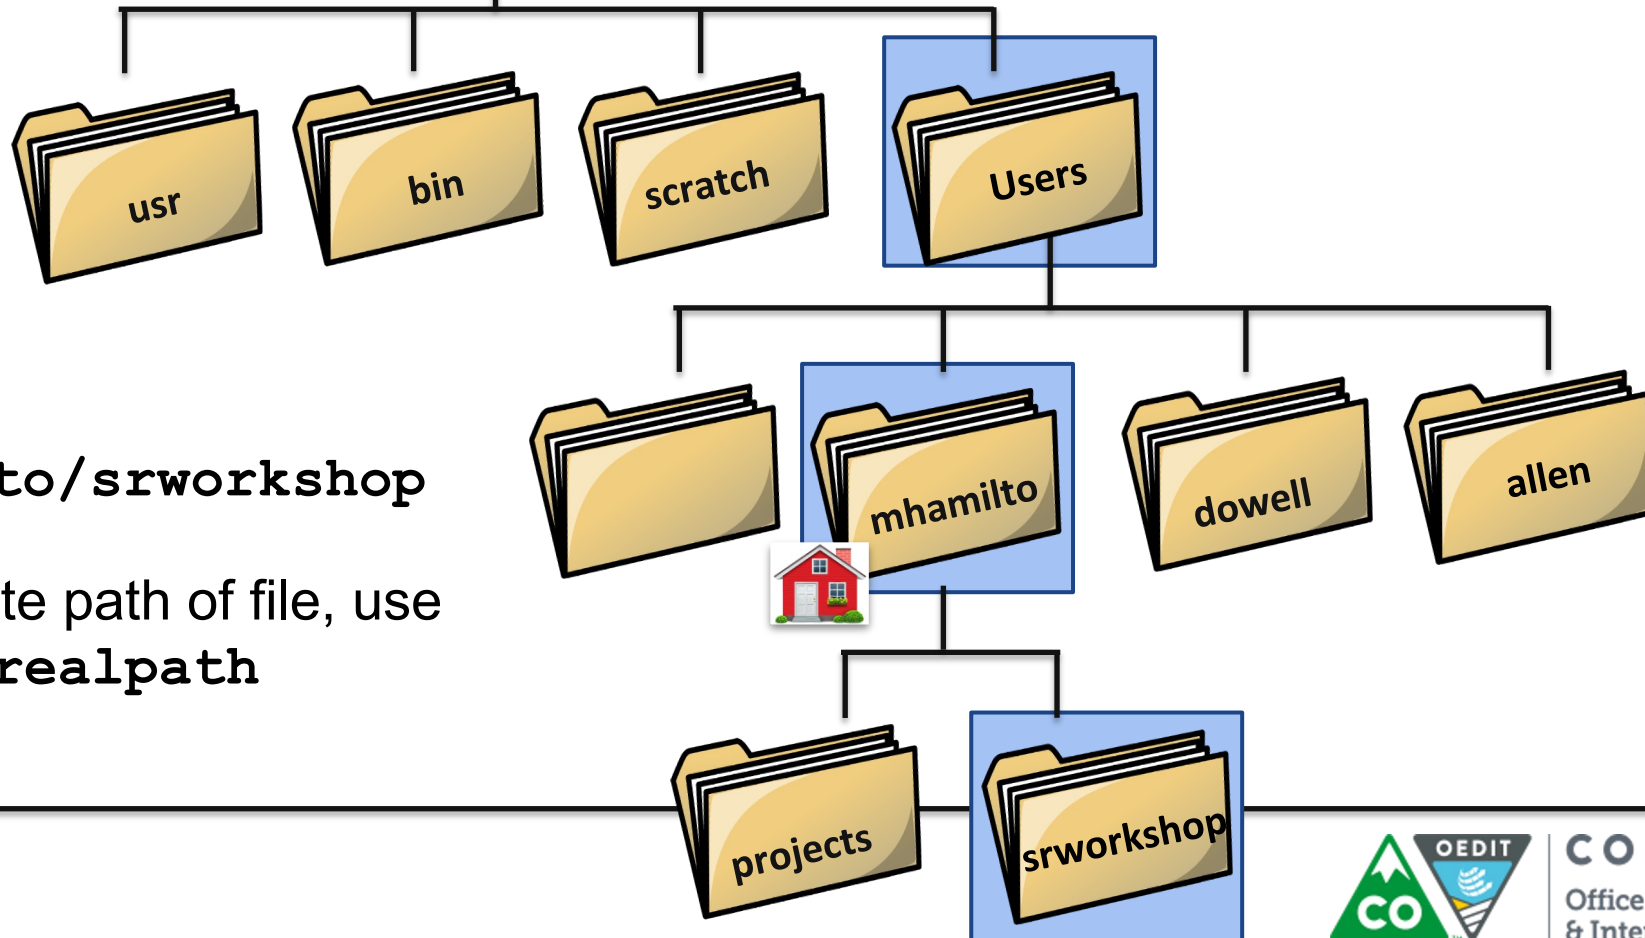 usr
bin
scratch
Users
to/srworkshop
mhamilto
dowell
allen
te path of file, use
realpath
projects
srworkshop
OEDIT
CO
CO
Office
& Inte